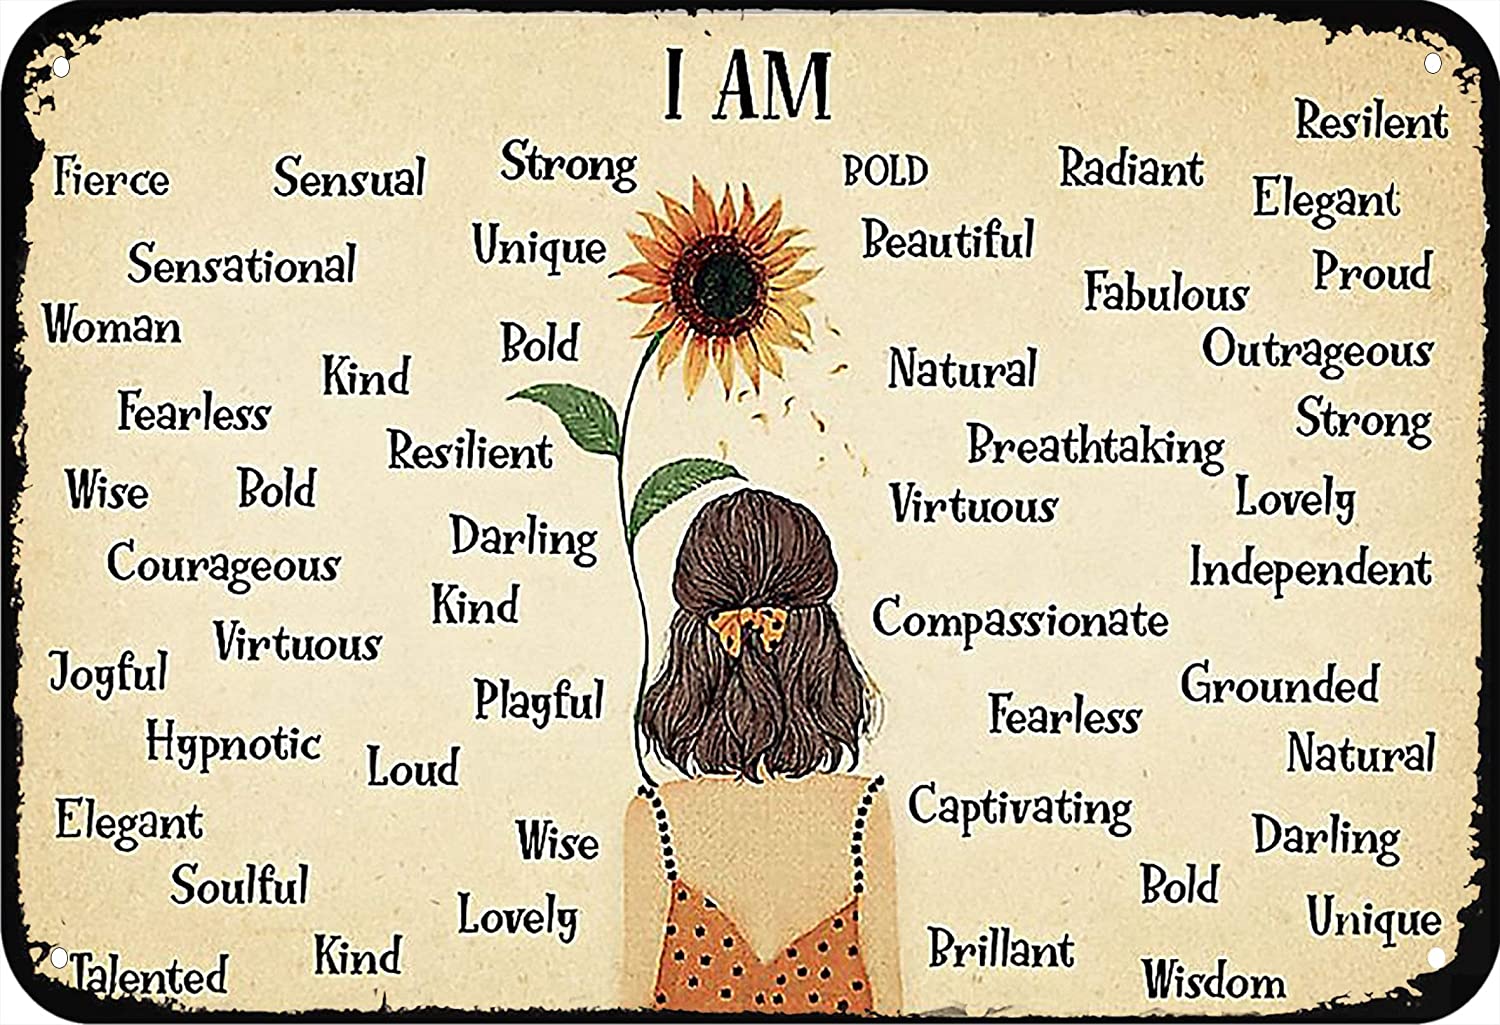 I AM
Resilent
Fierce
Sensual
Strong
BOLD
Radiant
Elegant
Sensational
Unique
Beautiful
Proud
Woman
Fabulous
Kind
Bold
Natural
Outrageous
Fearless
Resilient
Breathtaking
Strong
Wise
Bold
Virtuous
Lovely
Courageous
Darling
Independent
Kind
Compassionate
Joyful
Virtuous
Playful
Fearless
Grounded
Hypnotic
Loud
Natural
Elegant
Wise
Captivating
Darling
Soulful
Lovely
Bold
Unique
Talented
Kind
Brillant
Wisdom